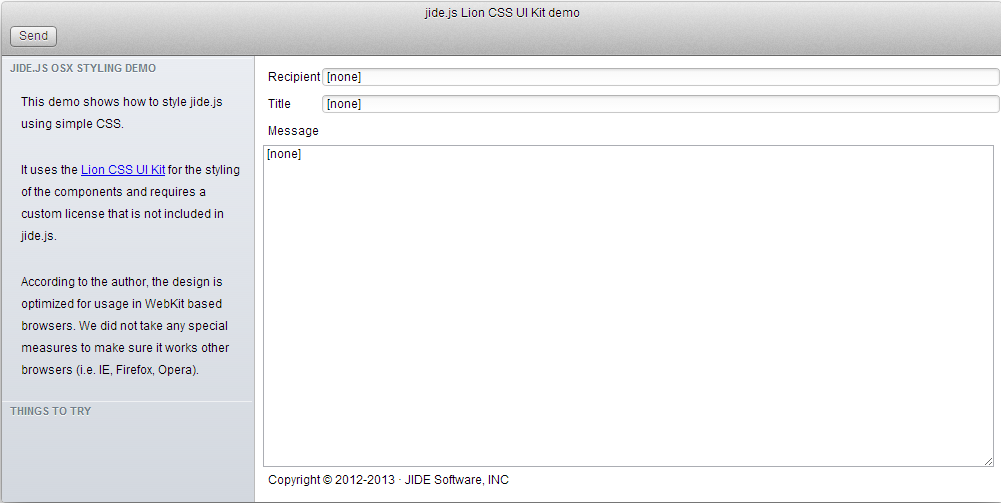 jide.js Lion CSS UI Kit demo
Send
JIDE.JS OSX STYLING DEMO
This demo shows how to style jide.js
using simple CSS.
It uses the Lion CSS UI Kit for the styling
of the components and requires a
custom license that is not included in
jide.js.
According to the author, the design is
optimized for usage in WebKit based
browsers. We did not take any special
measures to make sure it works other
browsers (i.e. IE, Firefox, Opera).
THINGS TO TRY
Recipient [none]
Title [none]
Message
[none]
Copyright © 2012-2013 · JIDE Software, INC